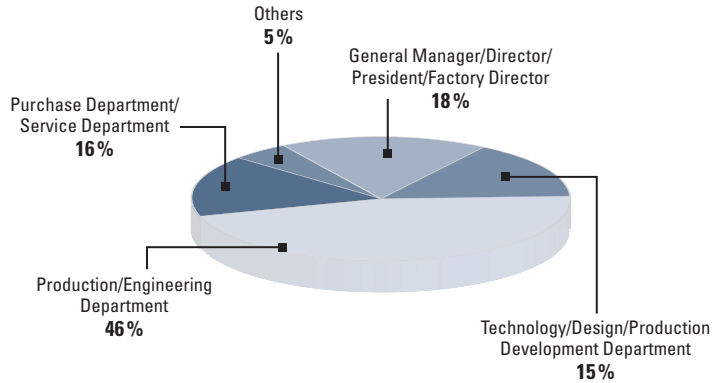 Others
5 %
General Manager/Director/
President/Factory Director
18 %
Purchase Department/
Service Department
16 %
Production/Engineering
Department
46 %
Technology/Design/Production
Development Department
15 %